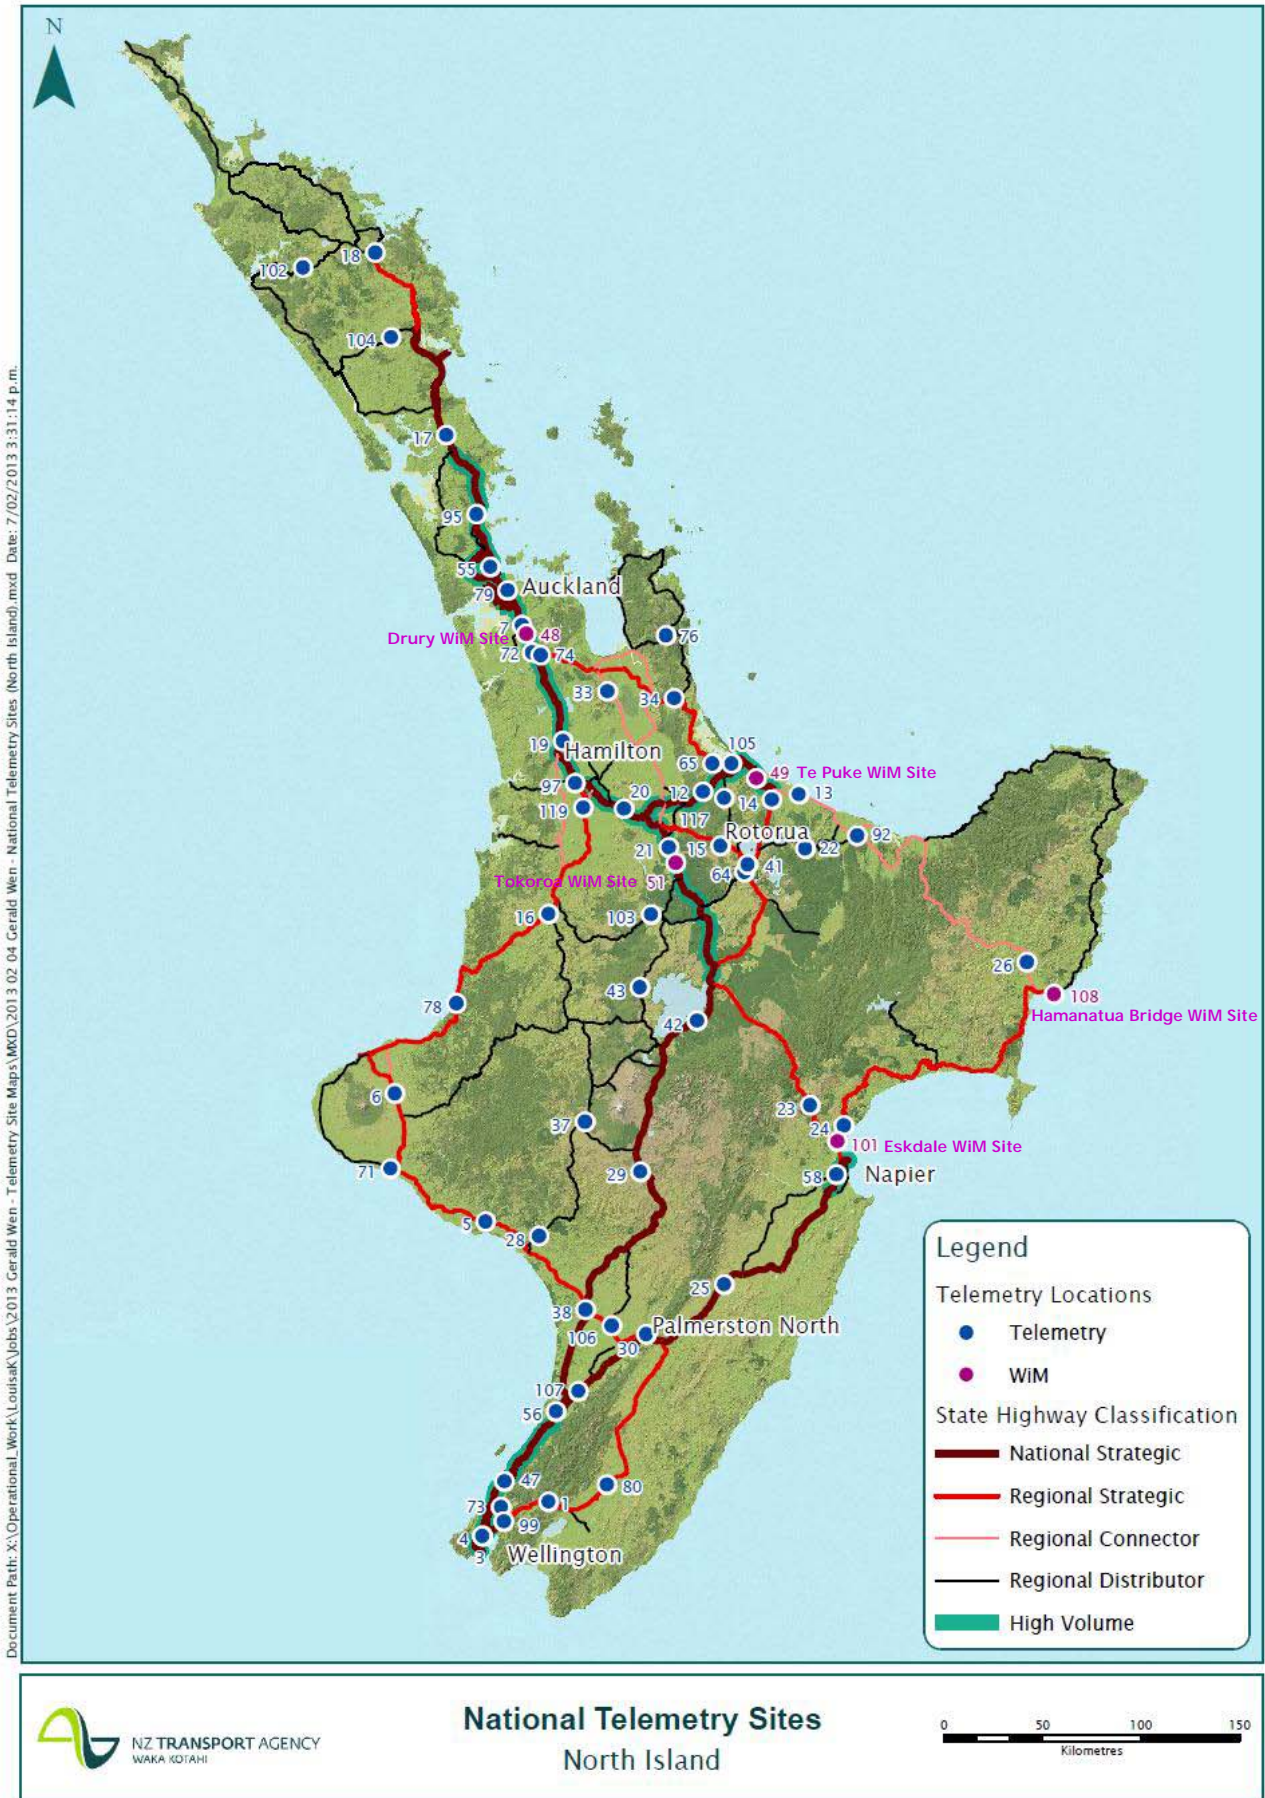 N
18
102
104
17
95
55
79
Auckland
7
48
Drury WiM Site
72
74
76
33
34
19
Hamilton
105
65
49
Te Puke WiM Site
97
12
14
13
119
20
117
Rotorua
92
21
15
22
41
64
Tokoroa WiM Site
51
16
103
26
43
108
78
Hamanatua Bridge WiM Site
42
6
23
24
37
101
Eskdale WiM Site
71
29
58
Napier
5
28
25
38
106
Palmerston North
30
107
56
47
80
73
1
99
4
3
Wellington
Legend
Telemetry Locations
Telemetry
WiM
State Highway Classification
National Strategic
Regional Strategic
Regional Connector
Regional Distributor
High Volume
Document Path: X:\Operational_Work\LouisaK\Jobs\2013 Gerald Wen - Telemetry Site Maps\MXD\2013 02 04 Gerald Wen - National Telemetry Sites (North Island).mxd Date: 7/02/2013 3:31:14 p.m.
NZ TRANSPORT AGENCY
WAKA KOTAHI
National Telemetry Sites
North Island
0 50 100 150
Kilometres